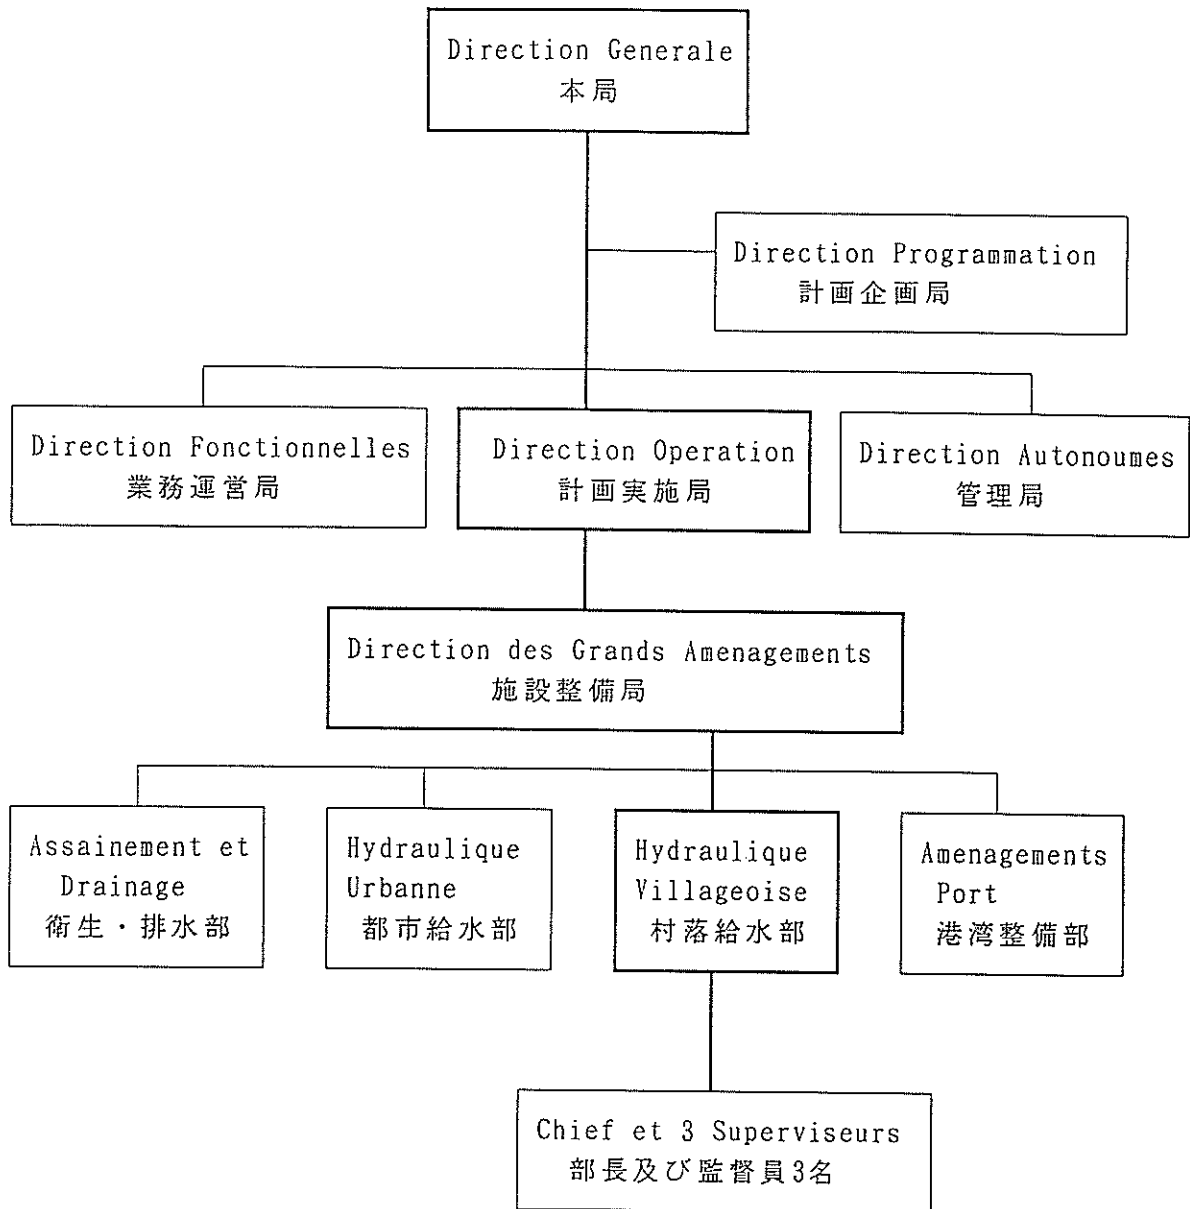 Direction Generale
本局
Direction Programmation
計画企画局
Direction Fonctionnelles
業務運営局
Direction Operation
計画実施局
Direction Autonoumes
管理局
Direction des Grands Amenagements
施設整備局
Assainement et
Drainage
衛生・排水部
Hydraulique
Urbanne
都市給水部
Hydraulique
Villageoise
村落給水部
Amenagements
Port
港湾整備部
Chief et 3 Superviseurs
部長及び監督員3名